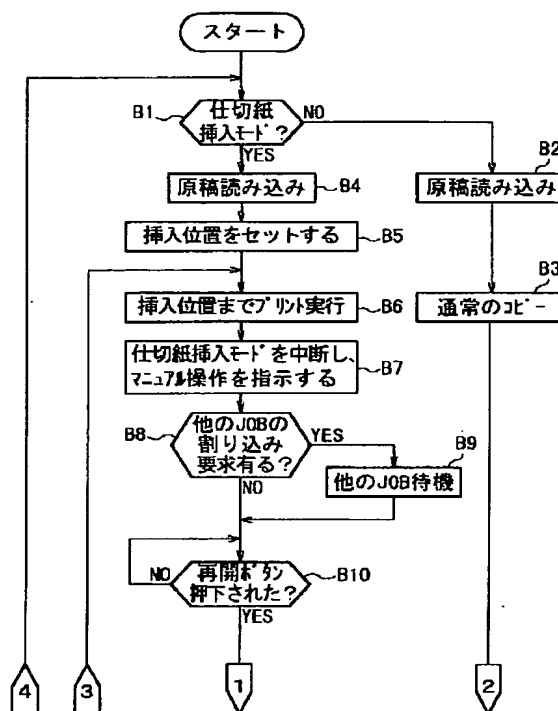 スタート
B1
仕切紙
挿入モード?
NO
YES
B2
原稿読み込み
B4
原稿読み込み
挿入位置をセットする
B5
B3
通常のコピー
挿入位置までプリント実行
B6
仕切紙挿入モードを中断し、
マニュアル操作を指示する
B7
B8
他のJOBの
割り込み
要求有る?
YES
NO
B9
他のJOB待機
NO
再開ボタン
押下された?
B10
YES
4
3
1
2